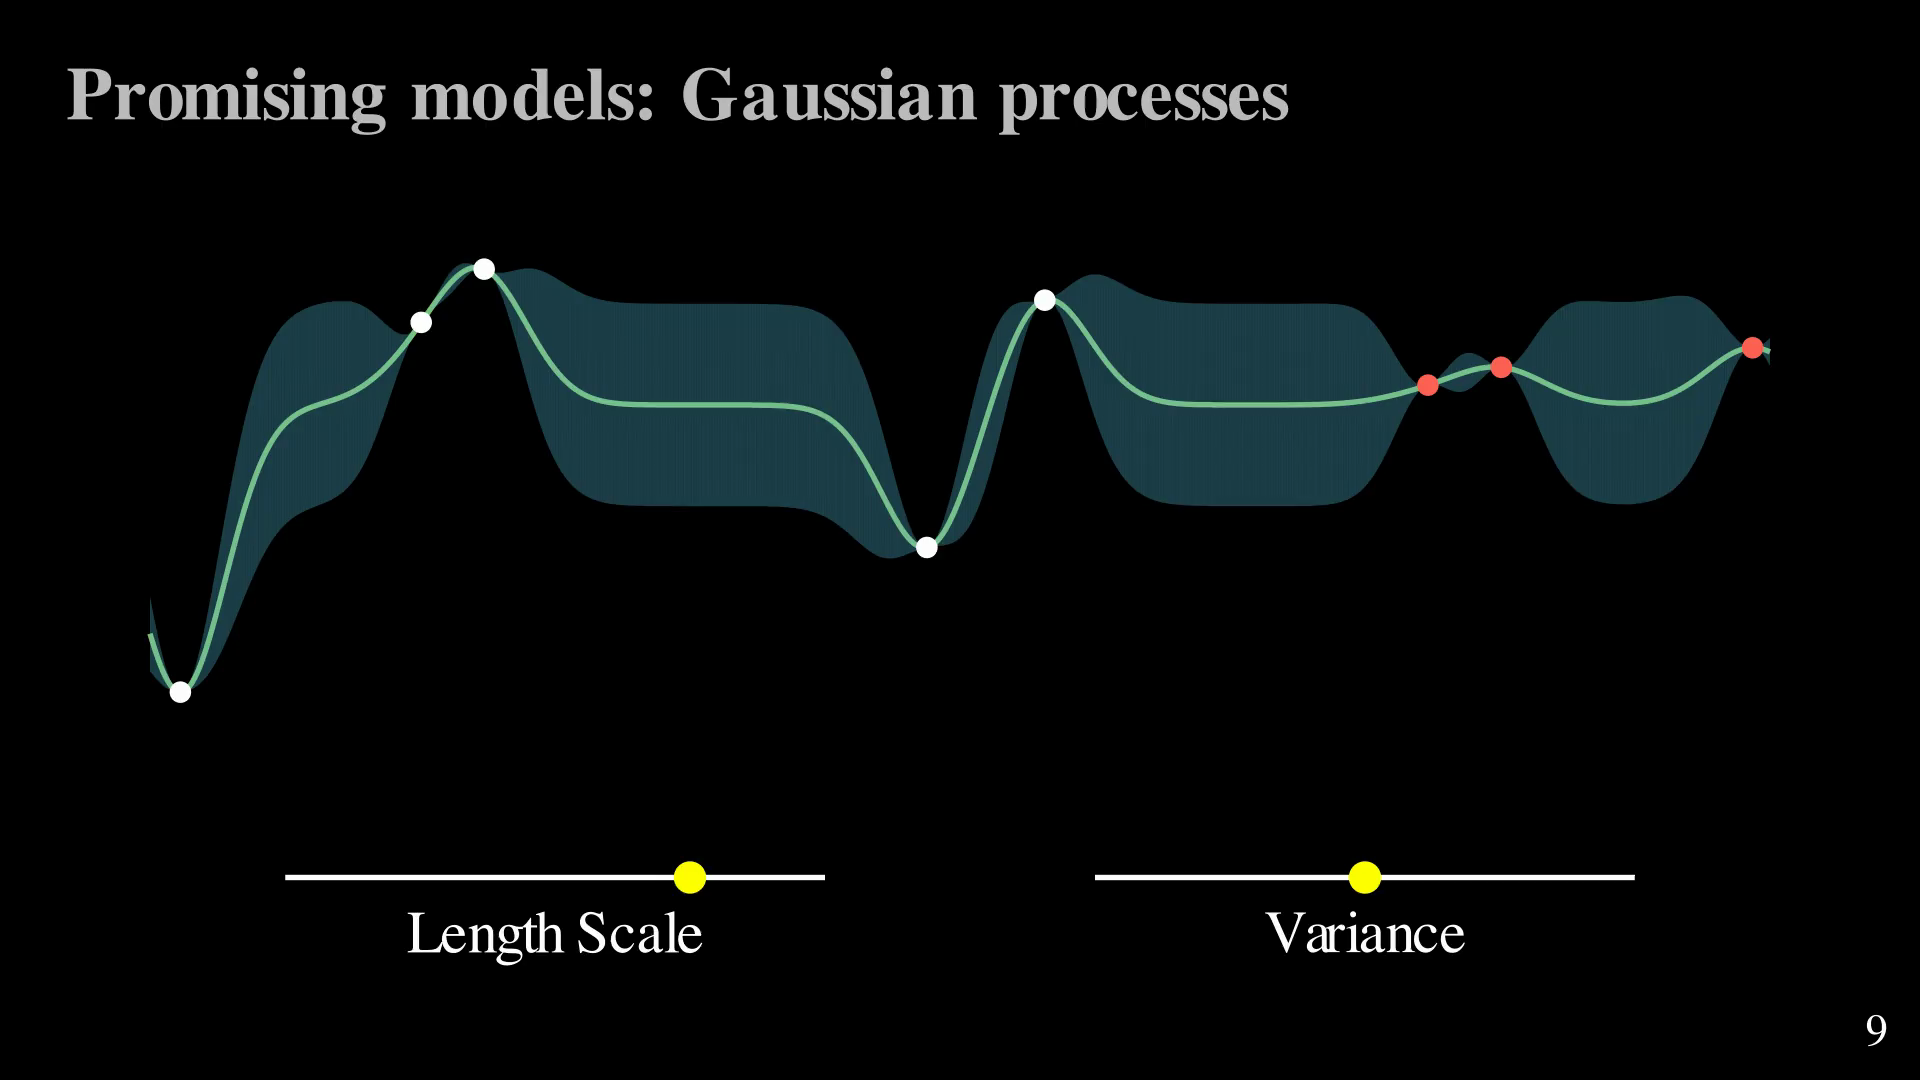 Promising models: Gaussian processes
Length Scale
Variance
9